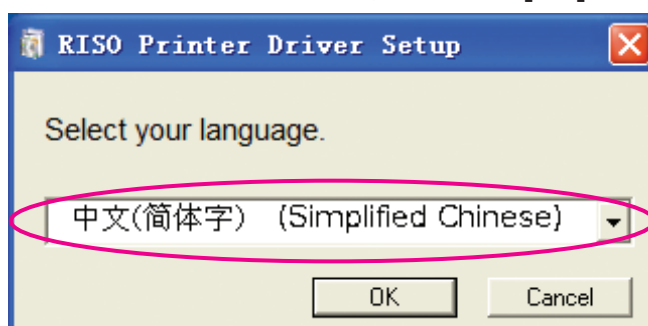 RISO Printer Driver Setup
Select your language.
中文(简体字) (Simplified Chinese)
OK Cancel